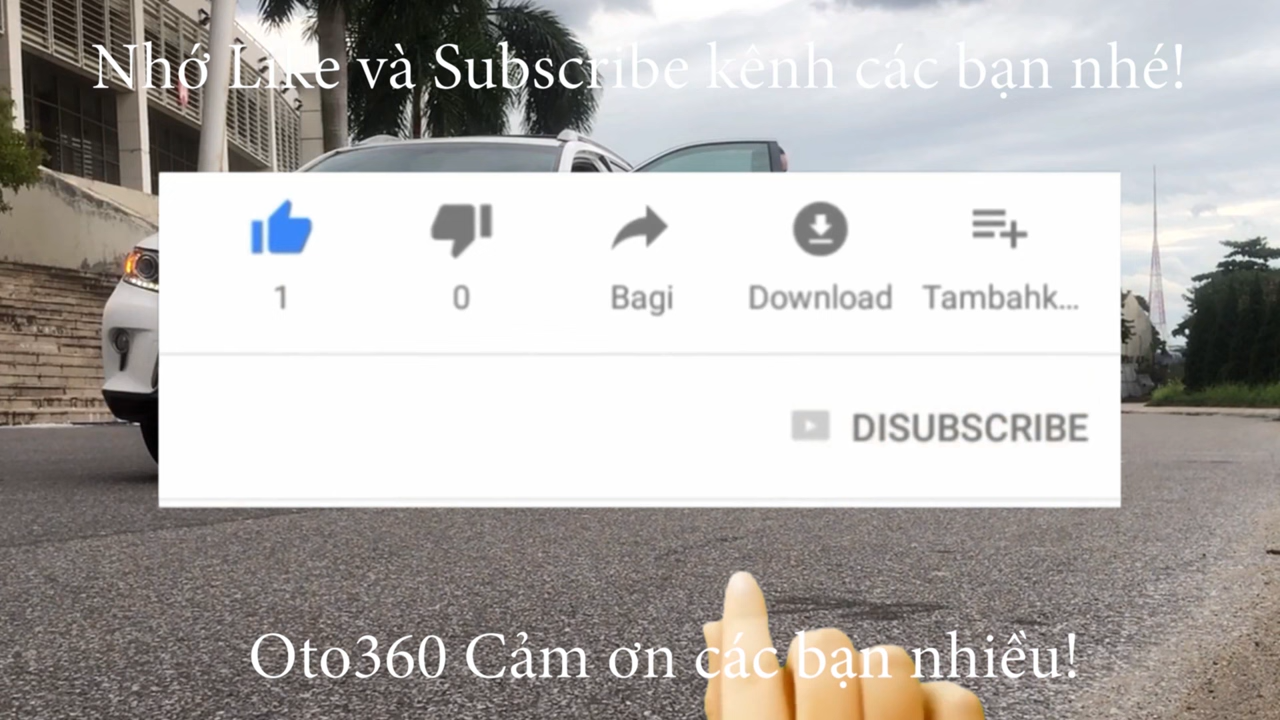 Nhớ Like và Subscribe kênh các bạn nhé!
1 0 Bagi Download Tambahk...
DISUBSCRIBE
Oto360 Cảm ơn các bạn nhiều!